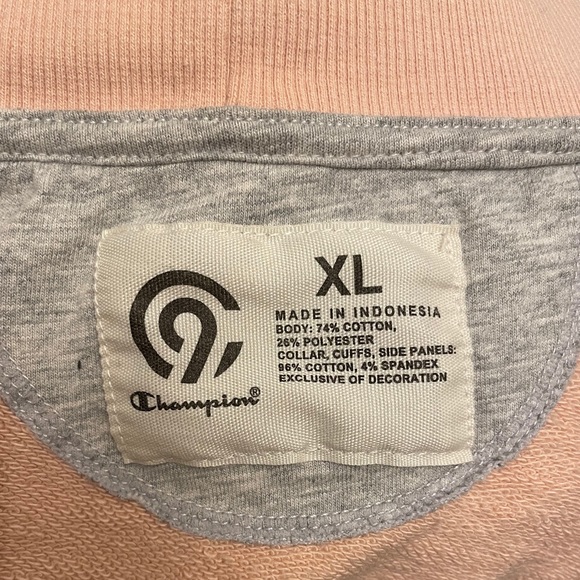 C9
Champion®
XL
MADE IN INDONESIA
BODY: 74% COTTON,
26% POLYESTER
COLLAR, CUFFS, SIDE PANELS:
96% COTTON, 4% SPANDEX
EXCLUSIVE OF DECORATION